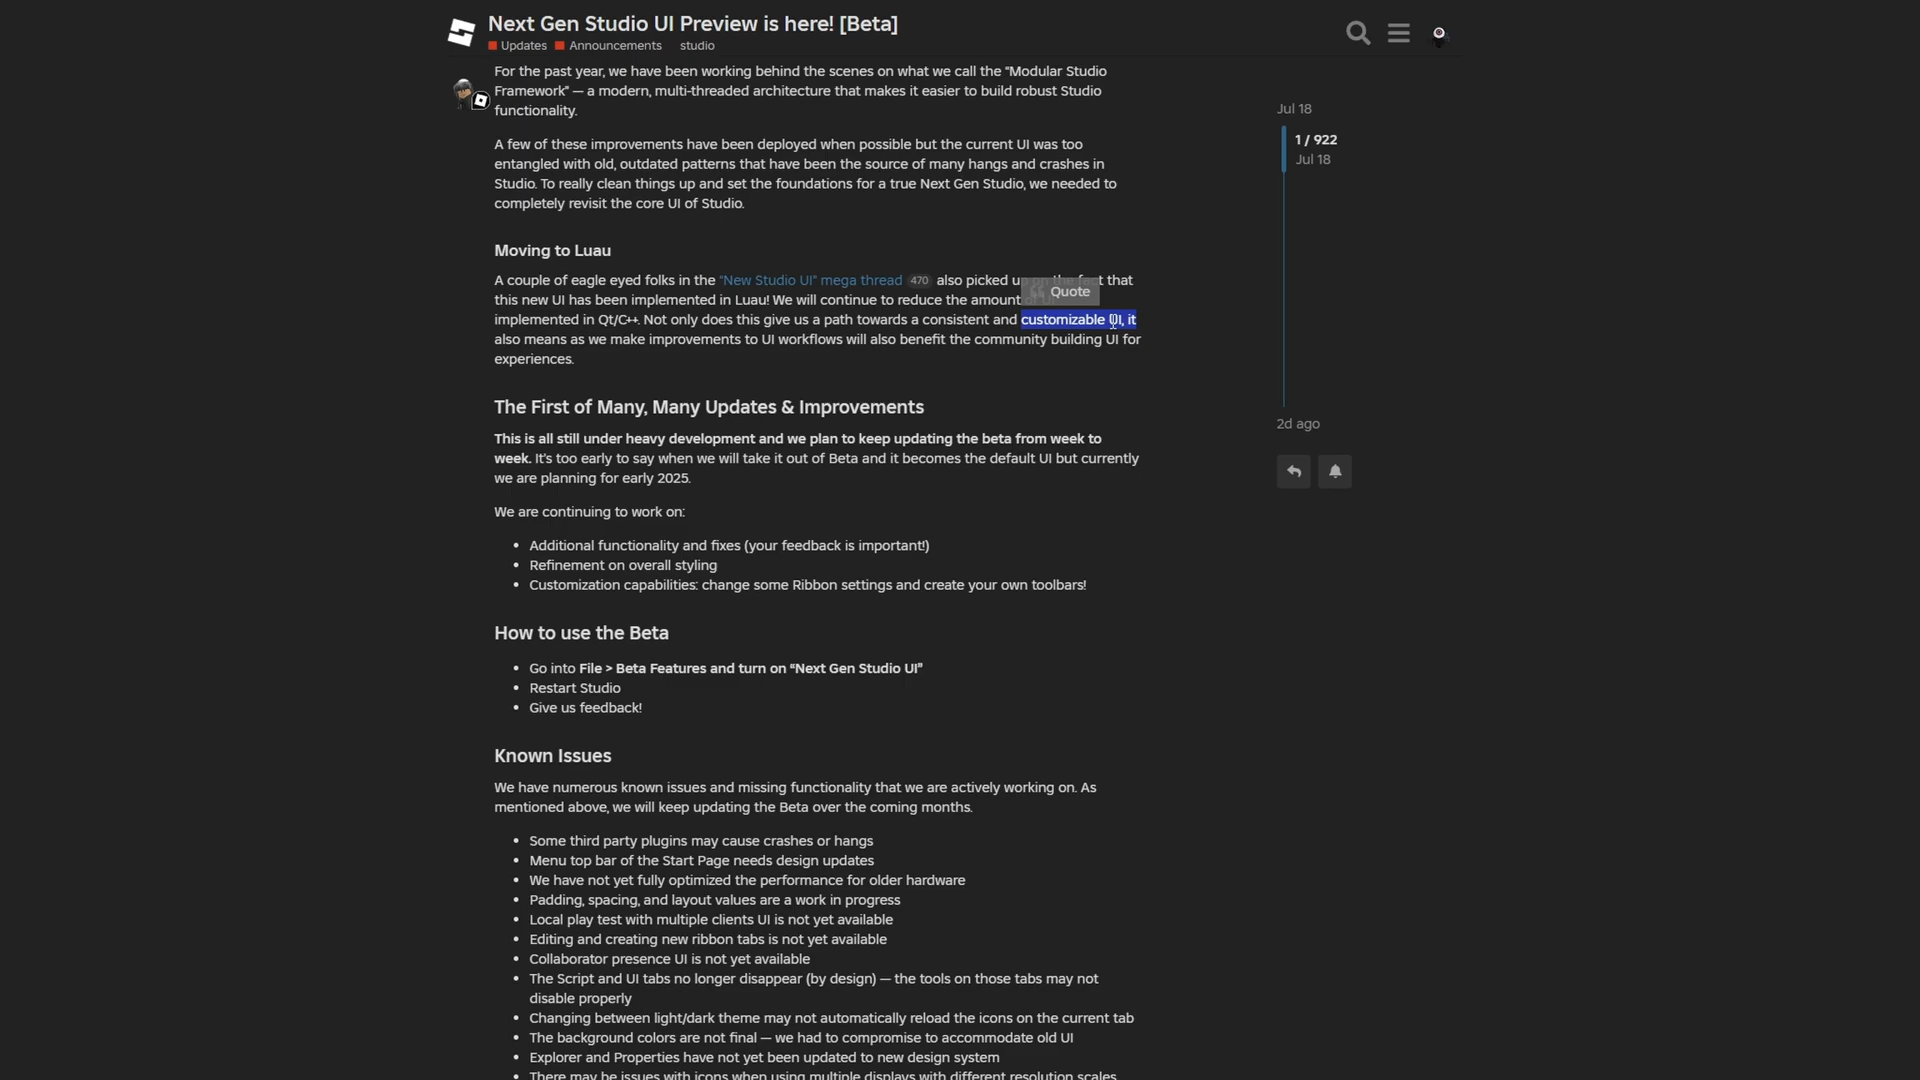 Next Gen Studio UI Preview is here! [Beta]
Updates Announcements studio
For the past year, we have been working behind the scenes on what we call the "Modular Studio
Framework" — a modern, multi-threaded architecture that makes it easier to build robust Studio
functionality.
Jul 18
1 / 922
Jul 18
A few of these improvements have been deployed when possible but the current UI was too
entangled with old, outdated patterns that have been the source of many hangs and crashes in
Studio. To really clean things up and set the foundations for a true Next Gen Studio, we needed to
completely revisit the core UI of Studio.
Moving to Luau
A couple of eagle eyed folks in the "New Studio UI" mega thread 470 also picked up on the fact that
this new UI has been implemented in Luau! We will continue to reduce the amount
Quote
implemented in Qt/C++. Not only does this give us a path towards a consistent and customizable UI, it
also means as we make improvements to UI workflows will also benefit the community building UI for
experiences.
The First of Many, Many Updates & Improvements
2d ago
This is all still under heavy development and we plan to keep updating the beta from week to
week. It's too early to say when we will take it out of Beta and it becomes the default UI but currently
we are planning for early 2025.
We are continuing to work on:
• Additional functionality and fixes (your feedback is important!)
• Refinement on overall styling
• Customization capabilities: change some Ribbon settings and create your own toolbars!
How to use the Beta
• Go into File > Beta Features and turn on "Next Gen Studio UI"
• Restart Studio
• Give us feedback!
Known Issues
We have numerous known issues and missing functionality that we are actively working on. As
mentioned above, we will keep updating the Beta over the coming months.
• Some third party plugins may cause crashes or hangs
• Menu top bar of the Start Page needs design updates
• We have not yet fully optimized the performance for older hardware
• Padding, spacing, and layout values are a work in progress
• Local play test with multiple clients UI is not yet available
• Editing and creating new ribbon tabs is not yet available
• Collaborator presence UI is not yet available
• The Script and UI tabs no longer disappear (by design) — the tools on those tabs may not
disable properly
• Changing between light/dark theme may not automatically reload the icons on the current tab
• The background colors are not final — we had to compromise to accommodate old UI
• Explorer and Properties have not yet been updated to new design system
• There may be issues with icons when using multiple displays with different resolution scales